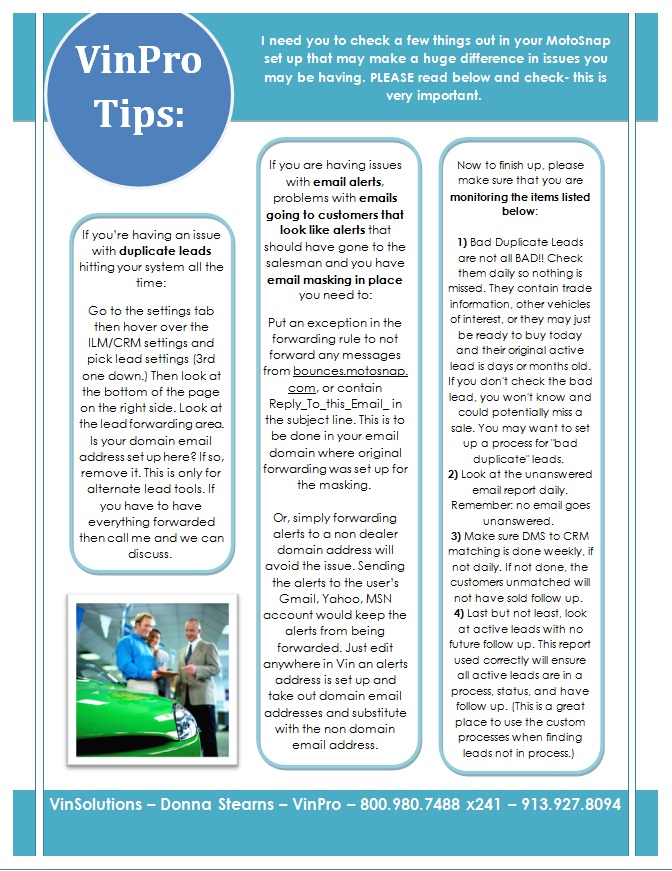 VinPro
Tips:
I need you to check a few things out in your MotoSnap
set up that may make a huge difference in issues you
may be having. PLEASE read below and check- this is
very important.
If you're having an issue
with duplicate leads
hitting your system all the
time:
Go to the settings tab
then hover over the
ILM/CRM settings and
pick lead settings (3rd
one down.) Then look at
the bottom of the page
on the right side. Look at
the lead forwarding area.
Is your domain email
address set up here? If so,
remove it. This is only for
alternate lead tools. If
you have to have
everything forwarded
then call me and we can
discuss.
If you are having issues
with email alerts,
problems with emails
going to customers that
look like alerts that
should have gone to the
salesman and you have
email masking in place
you need to:
Put an exception in the
forwarding rule to not
forward any messages
from bounces.motosnap.
com, or contain
Reply_To_this_Email_ in
the subject line. This is to
be done in your email
domain where original
forwarding was set up for
the masking.
Or, simply forwarding
alerts to a non dealer
domain address will
avoid the issue. Sending
the alerts to the user's
Gmail, Yahoo, MSN
account would keep the
alerts from being
forwarded. Just edit
anywhere in Vin an alerts
address is set up and
take out domain email
addresses and substitute
with the non domain
email address.
Now to finish up, please
make sure that you are
monitoring the items listed
below:
1) Bad Duplicate Leads
are not all BAD!! Check
them daily so nothing is
missed. They contain trade
information, other vehicles
of interest, or they may just
be ready to buy today
and their original active
lead is days or months old.
If you don't check the bad
lead, you won't know and
could potentially miss a
sale. You may want to set
up a process for "bad
duplicate" leads.
2) Look at the unanswered
email report daily.
Remember: no email goes
unanswered.
3) Make sure DMS to CRM
matching is done weekly, if
not daily. If not done, the
customers unmatched will
not have sold follow up.
4) Last but not least, look
at active leads with no
future follow up. This report
used correctly will ensure
all active leads are in a
process, status, and have
follow up. (This is a great
place to use the custom
processes when finding
leads not in process.)
VinSolutions – Donna Stearns – VinPro – 800.980.7488 x241 – 913.927.8094